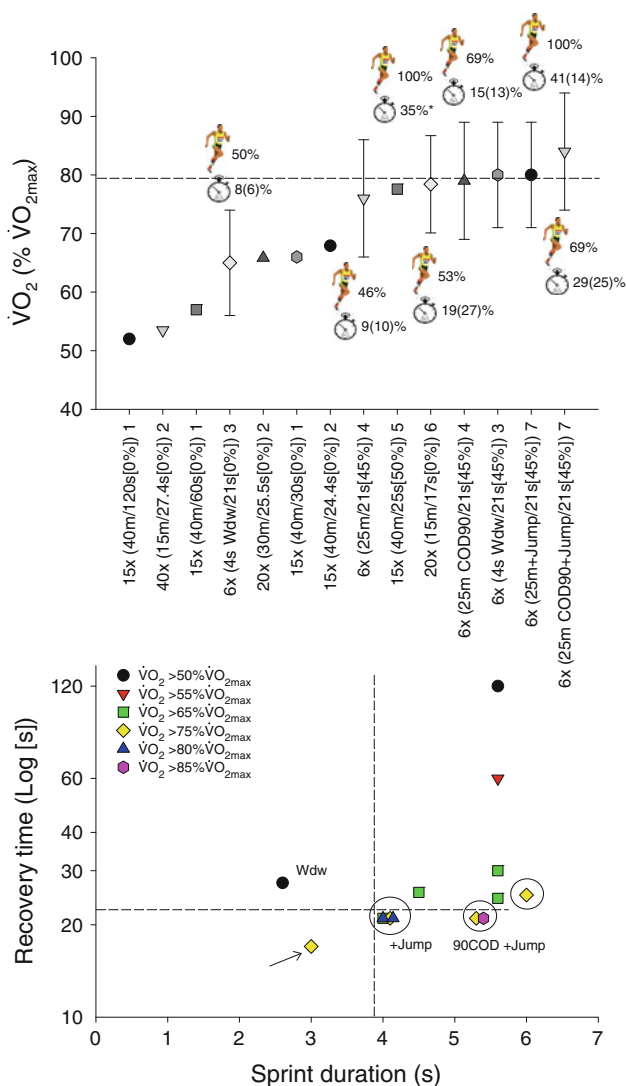 100
90
80
70
60
50
40
V̇O2 (% V̇O2max)
50%
8(6)%
46%
9(10)%
100%
35%*
53%
19(27)%
69%
15(13)%
100%
41(14)%
69%
29(25)%
15x (40m/120s[0%]) 1
40x (15m/27.4s[0%]) 2
15x (40m/60s[0%]) 1
6x (4s Wdw/21s[0%]) 3
20x (30m/25.5s[0%]) 2
15x (40m/30s[0%]) 1
15x (40m/24.4s[0%]) 2
6x (25m/21s[45%]) 4
15x (40m/25s[50%]) 5
20x (15m/17s[0%]) 6
6x (25m COD90/21s[45%]) 4
6x (4s Wdw/21s[45%]) 3
6x (25m+Jump/21s[45%]) 7
6x (25m COD90+Jump/21s[45%]) 7
V̇O2 >50%V̇O2max
V̇O2 >55%V̇O2max
V̇O2 >65%V̇O2max
V̇O2 >75%V̇O2max
V̇O2 >80%V̇O2max
V̇O2 >85%V̇O2max
Recovery time (Log [s])
120
60
40
30
20
10
Wdw
+Jump
90COD +Jump
0 1 2 3 4 5 6 7
Sprint duration (s)